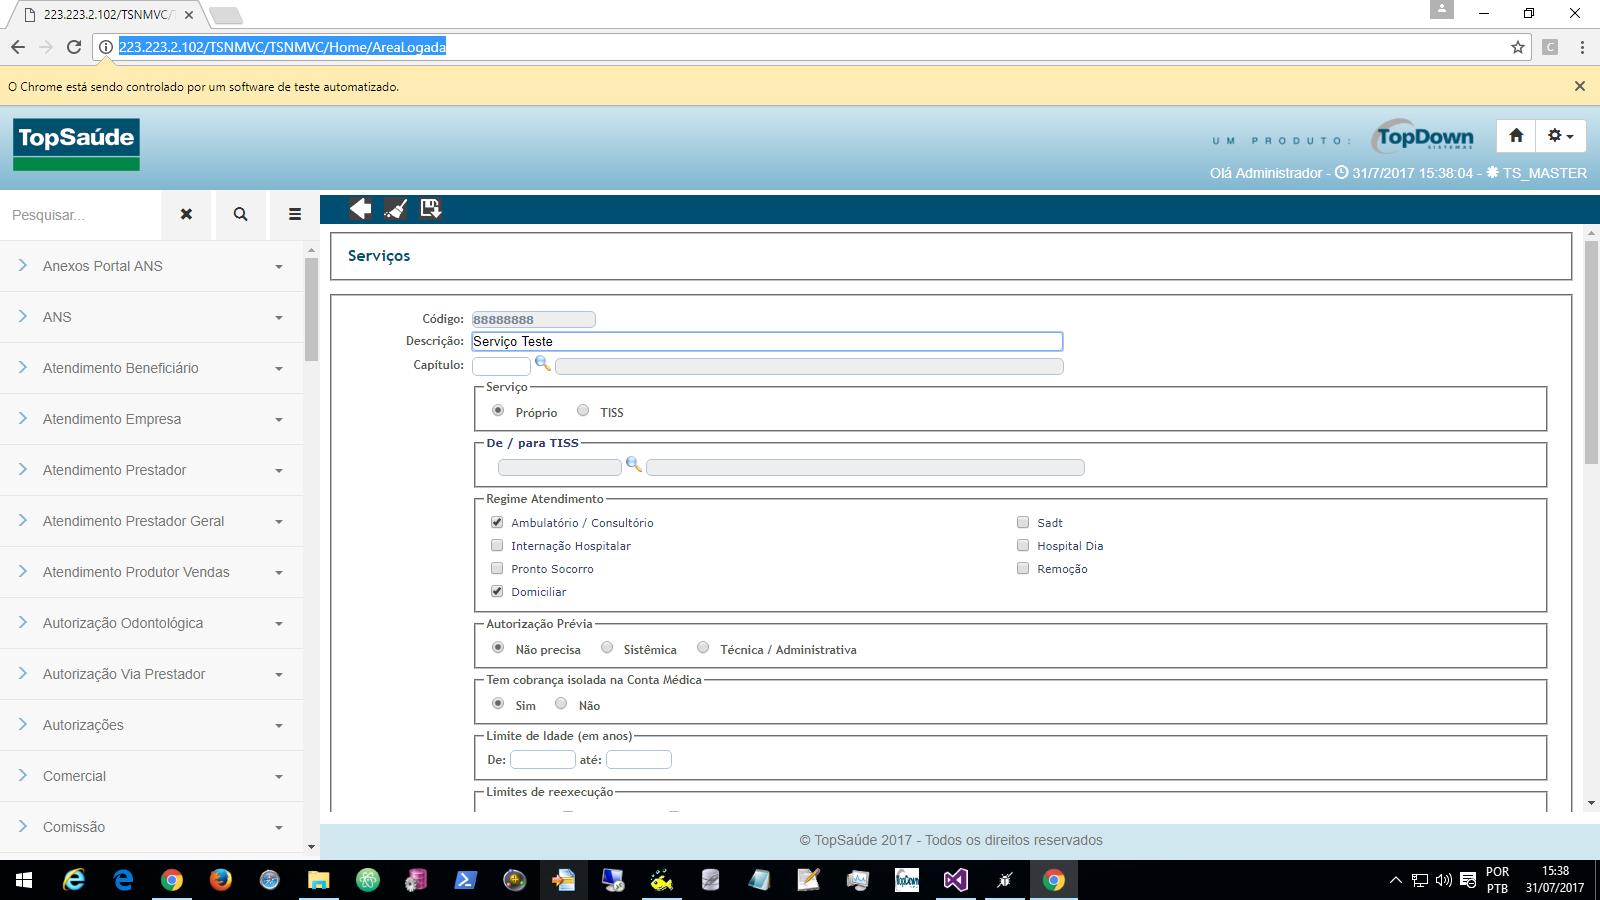 223.223.2.102/TSNMVC/T
223.223.2.102/TSNMVC/TSNMVC/Home/AreaLogada
C
O Chrome está sendo controlado por um software de teste automatizado.
TopSaúde
UM PRODUTO:
TopDown
SISTEMAS
Olá Administrador - 31/7/2017 15:38:04 - TS_MASTER
Pesquisar...
Anexos Portal ANS
ANS
Atendimento Beneficiário
Atendimento Empresa
Atendimento Prestador
Atendimento Prestador Geral
Atendimento Produtor Vendas
Autorização Odontológica
Autorização Via Prestador
Autorizações
Comercial
Comissão
Serviços
Código: 88888888
Descrição: Serviço Teste
Capítulo:
Serviço
Próprio TISS
De / para TISS
Regime Atendimento
Ambulatório / Consultório Sadt
Internação Hospitalar Hospital Dia
Pronto Socorro Remoção
Domiciliar
Autorização Prévia
Não precisa Sistêmica Técnica / Administrativa
Tem cobrança isolada na Conta Médica
Sim Não
Limite de Idade (em anos)
De: até:
Limites de reexecução
© TopSaúde 2017 - Todos os direitos reservados
TopDown
POR
PTB
15:38
31/07/2017